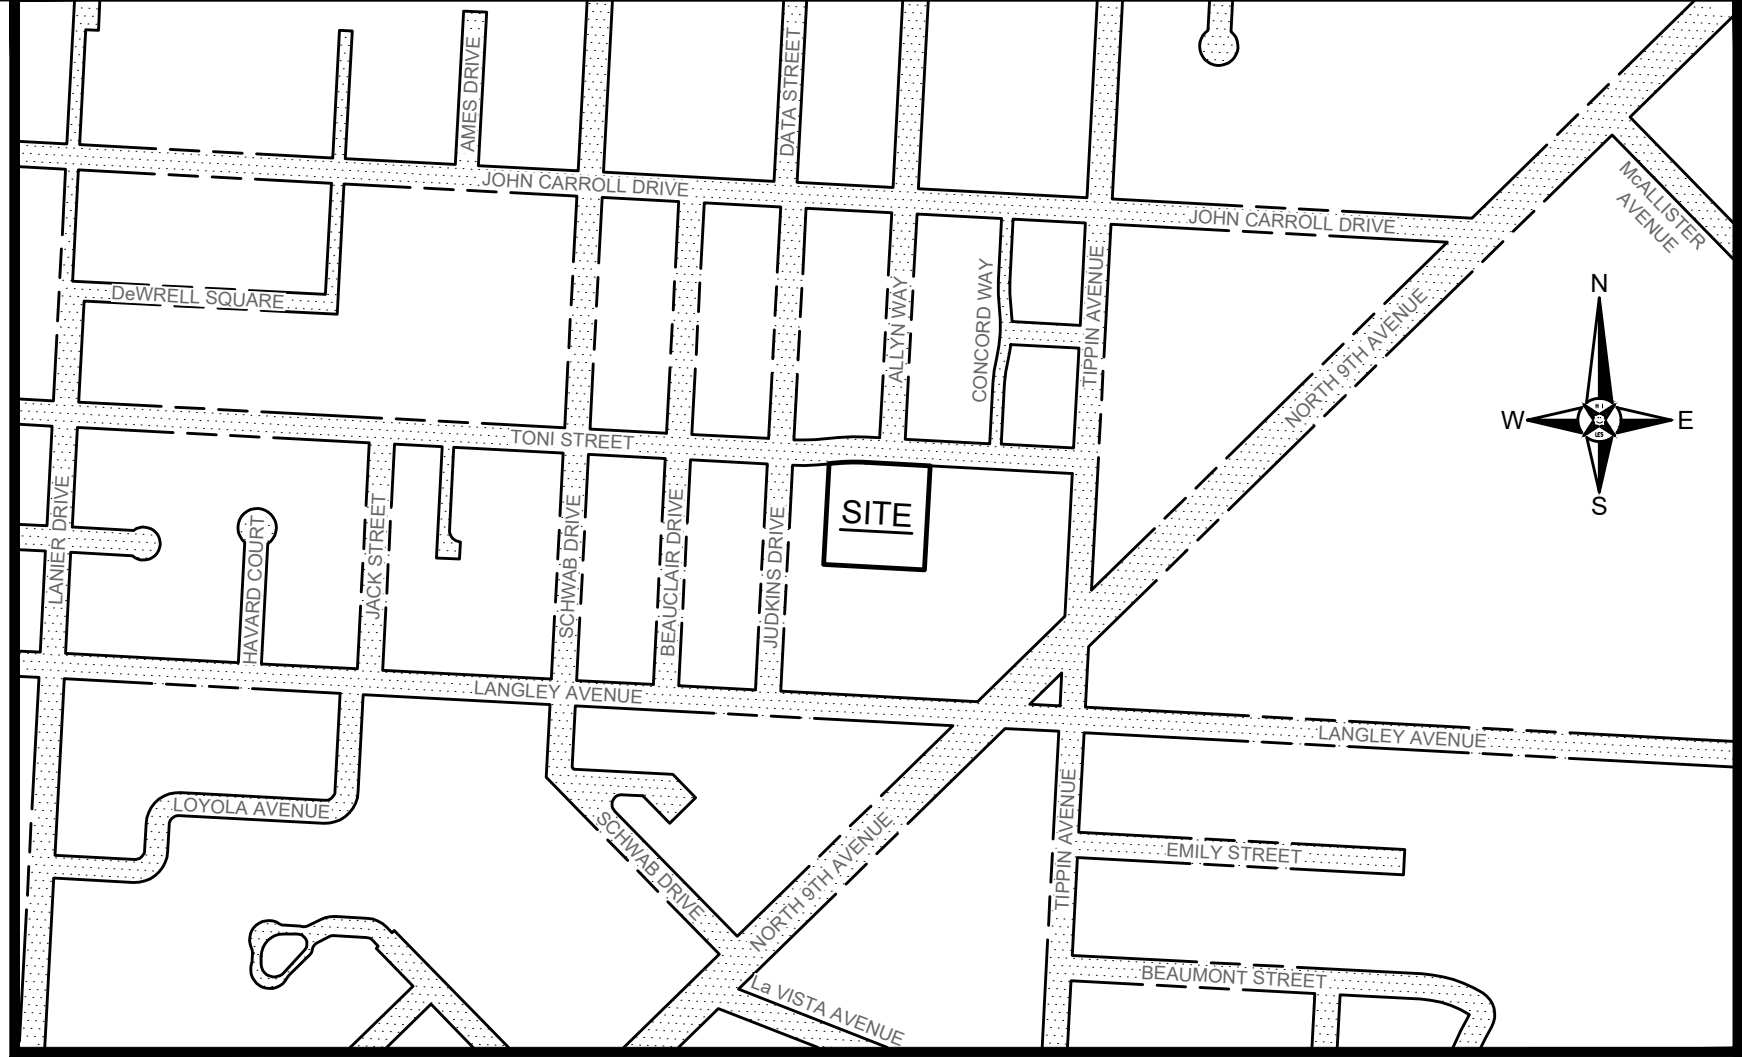 AMES DRIVE
DATA STREET
JOHN CARROLL DRIVE
JOHN CARROLL DRIVE
McALLISTER
AVENUE
DeWRELL SQUARE
ALLYN WAY
CONCORD WAY
TIPPIN AVENUE
NORTH 9TH AVENUE
N
W
E
S
TONI STREET
LANIER DRIVE
HAVARD COURT
JACK STREET
SCHWAB DRIVE
BEAUCLAIR DRIVE
JUDKINS DRIVE
SITE
LANGLEY AVENUE
LANGLEY AVENUE
LOYOLA AVENUE
SCHWAB DRIVE
NORTH 9TH AVENUE
TIPPIN AVENUE
EMILY STREET
BEAUMONT STREET
La VISTA AVENUE